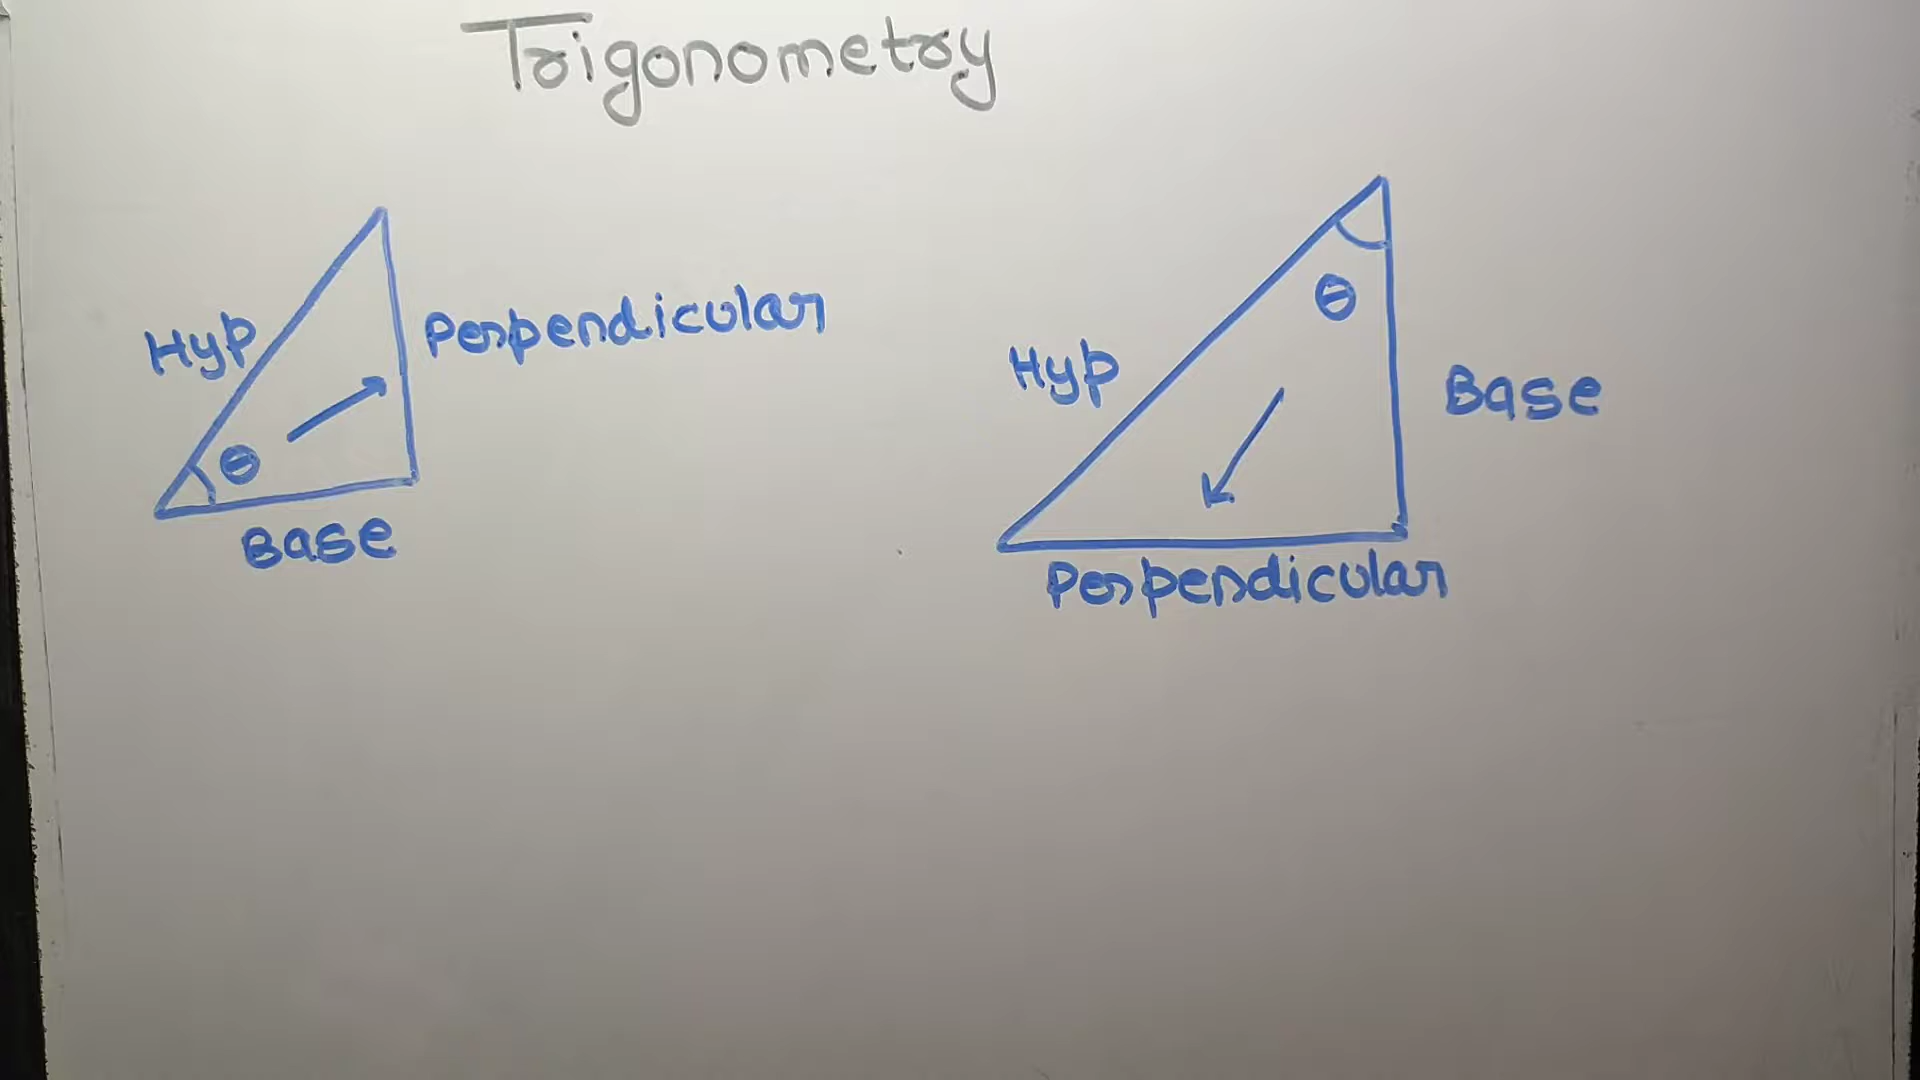 Trigonometry
Hyp
Perpendicular
θ
Base
θ
Hyp
Base
Perpendicular